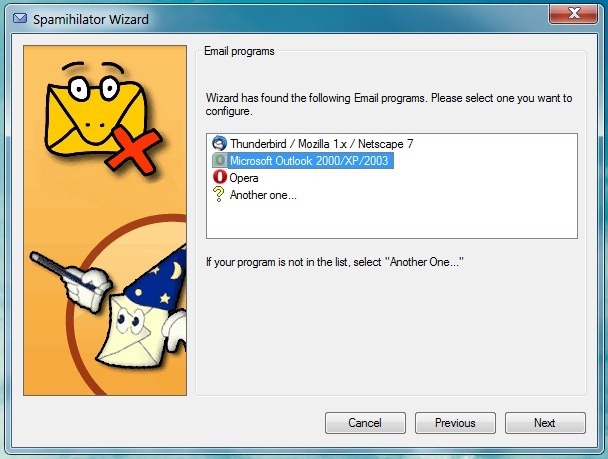 Spamihilator Wizard
Email programs
Wizard has found the following Email programs. Please select one you want to
configure.
Thunderbird / Mozilla 1.x / Netscape 7
Microsoft Outlook 2000/XP/2003
Opera
Another one...
If your program is not in the list, select "Another One..."
Cancel
Previous
Next